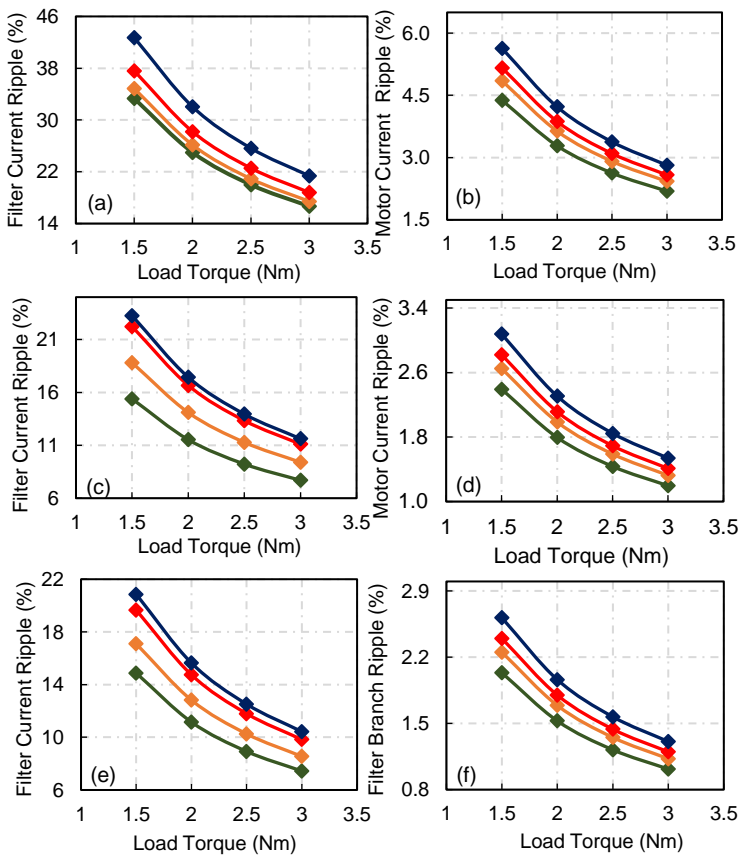 Filter Current Ripple (%)
46
38
30
22
14
(a)
1 1.5 2 2.5 3 3.5
Load Torque (Nm)
Motor Current Ripple (%)
6.0
4.5
3.0
1.5
(b)
1 1.5 2 2.5 3 3.5
Load Torque (Nm)
Filter Current Ripple (%)
21
16
11
6
(c)
1 1.5 2 2.5 3 3.5
Load Torque (Nm)
Motor Current Ripple (%)
3.4
2.6
1.8
1.0
(d)
1 1.5 2 2.5 3 3.5
Load Torque (Nm)
Filter Current Ripple (%)
22
18
14
10
6
(e)
1 1.5 2 2.5 3 3.5
Load Torque (Nm)
Filter Branch Ripple (%)
2.9
2.2
1.5
0.8
(f)
1 1.5 2 2.5 3 3.5
Load Torque (Nm)